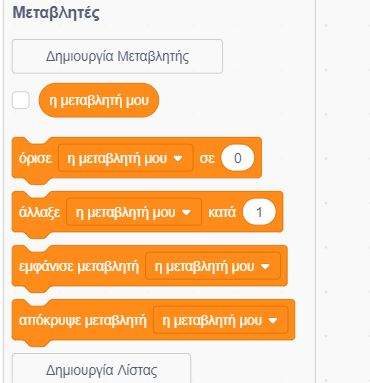 Μεταβλητές
Δημιουργία Μεταβλητής
η μεταβλητή μου
όρισε η μεταβλητή μου σε 0
άλλαξε η μεταβλητή μου κατά 1
εμφάνισε μεταβλητή η μεταβλητή μου
απόκρυψε μεταβλητή η μεταβλητή μου
Δημιουργία Λίστας